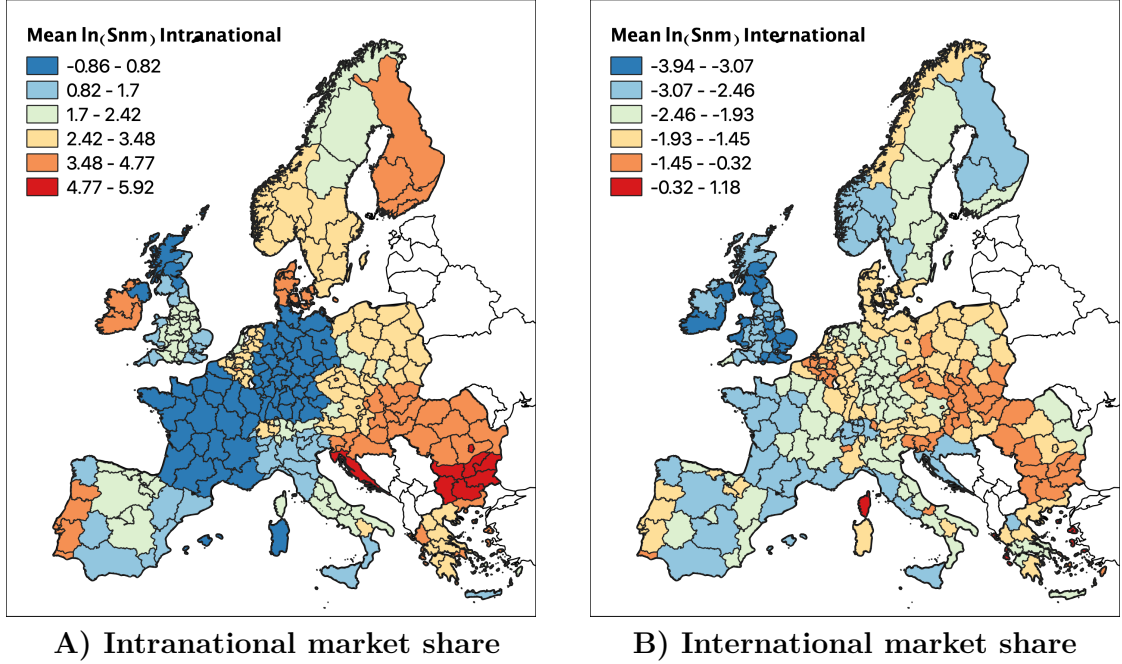 Mean ln(Snm) Intranational
-0.86 - 0.82
0.82 - 1.7
1.7 - 2.42
2.42 - 3.48
3.48 - 4.77
4.77 - 5.92
Mean ln(Snm) International
-3.94 - -3.07
-3.07 - -2.46
-2.46 - -1.93
-1.93 - -1.45
-1.45 - -0.32
-0.32 - 1.18
A) Intranational market share
B) International market share